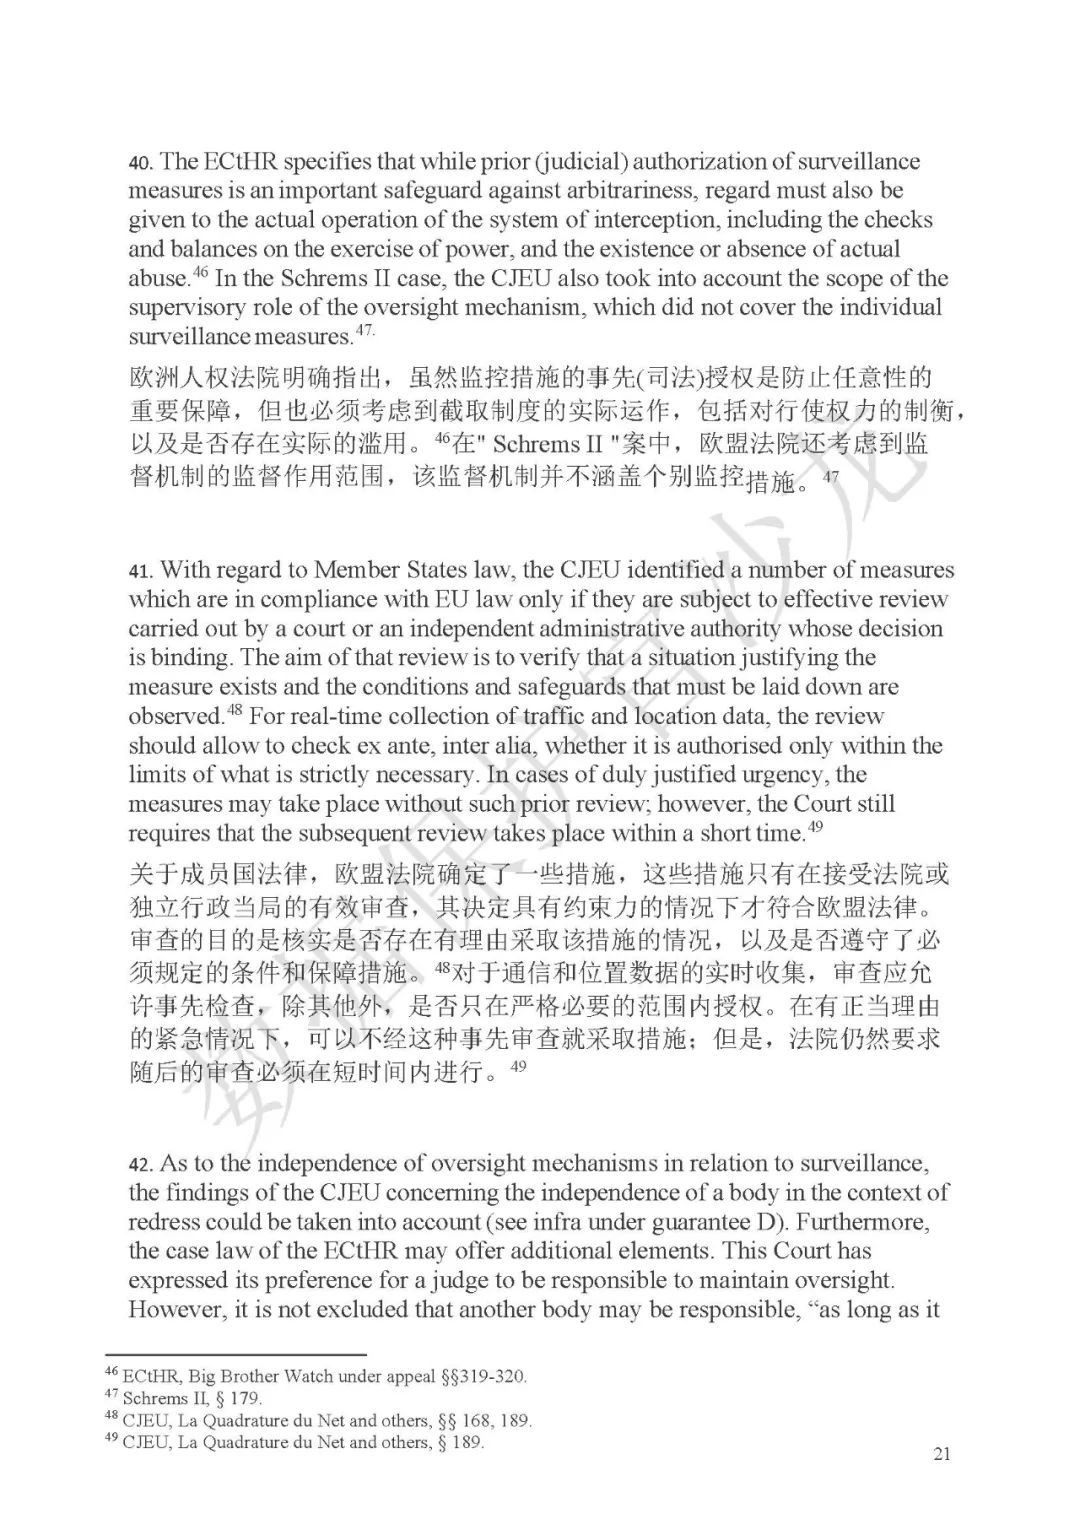 40. The ECtHR specifies that while prior (judicial) authorization of surveillance
measures is an important safeguard against arbitrariness, regard must also be
given to the actual operation of the system of interception, including the checks
and balances on the exercise of power, and the existence or absence of actual
abuse.46 In the Schrems II case, the CJEU also took into account the scope of the
supervisory role of the oversight mechanism, which did not cover the individual
surveillance measures.47.
欧洲人权法院明确指出，虽然监控措施的事先(司法)授权是防止任意性的
重要保障，但也必须考虑到截取制度的实际运作，包括对行使权力的制衡，
以及是否存在实际的滥用。46在" Schrems II "案中，欧盟法院还考虑到监
督机制的监督作用范围，该监督机制并不涵盖个别监控措施。47
41. With regard to Member States law, the CJEU identified a number of measures
which are in compliance with EU law only if they are subject to effective review
carried out by a court or an independent administrative authority whose decision
is binding. The aim of that review is to verify that a situation justifying the
measure exists and the conditions and safeguards that must be laid down are
observed.48 For real-time collection of traffic and location data, the review
should allow to check ex ante, inter alia, whether it is authorised only within the
limits of what is strictly necessary. In cases of duly justified urgency, the
measures may take place without such prior review; however, the Court still
requires that the subsequent review takes place within a short time.49
关于成员国法律，欧盟法院确定了一些措施，这些措施只有在接受法院或
独立行政当局的有效审查，其决定具有约束力的情况下才符合欧盟法律。
审查的目的是核实是否存在有理由采取该措施的情况，以及是否遵守了必
须规定的条件和保障措施。48对于通信和位置数据的实时收集，审查应允
许事先检查，除其他外，是否只在严格必要的范围内授权。在有正当理由
的紧急情况下，可以不经这种事先审查就采取措施；但是，法院仍然要求
随后的审查必须在短时间内进行。49
42. As to the independence of oversight mechanisms in relation to surveillance,
the findings of the CJEU concerning the independence of a body in the context of
redress could be taken into account (see infra under guarantee D). Furthermore,
the case law of the ECtHR may offer additional elements. This Court has
expressed its preference for a judge to be responsible to maintain oversight.
However, it is not excluded that another body may be responsible, “as long as it
46 ECtHR, Big Brother Watch under appeal §§319-320.
47 Schrems II, § 179.
48 CJEU, La Quadrature du Net and others, §§ 168, 189.
49 CJEU, La Quadrature du Net and others, § 189.
21
数据保护官沙龙